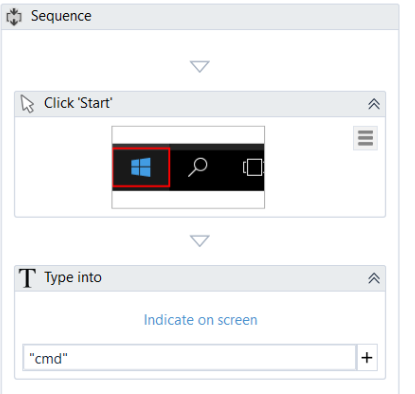 Sequence
Click 'Start'
Type into
Indicate on screen
"cmd"